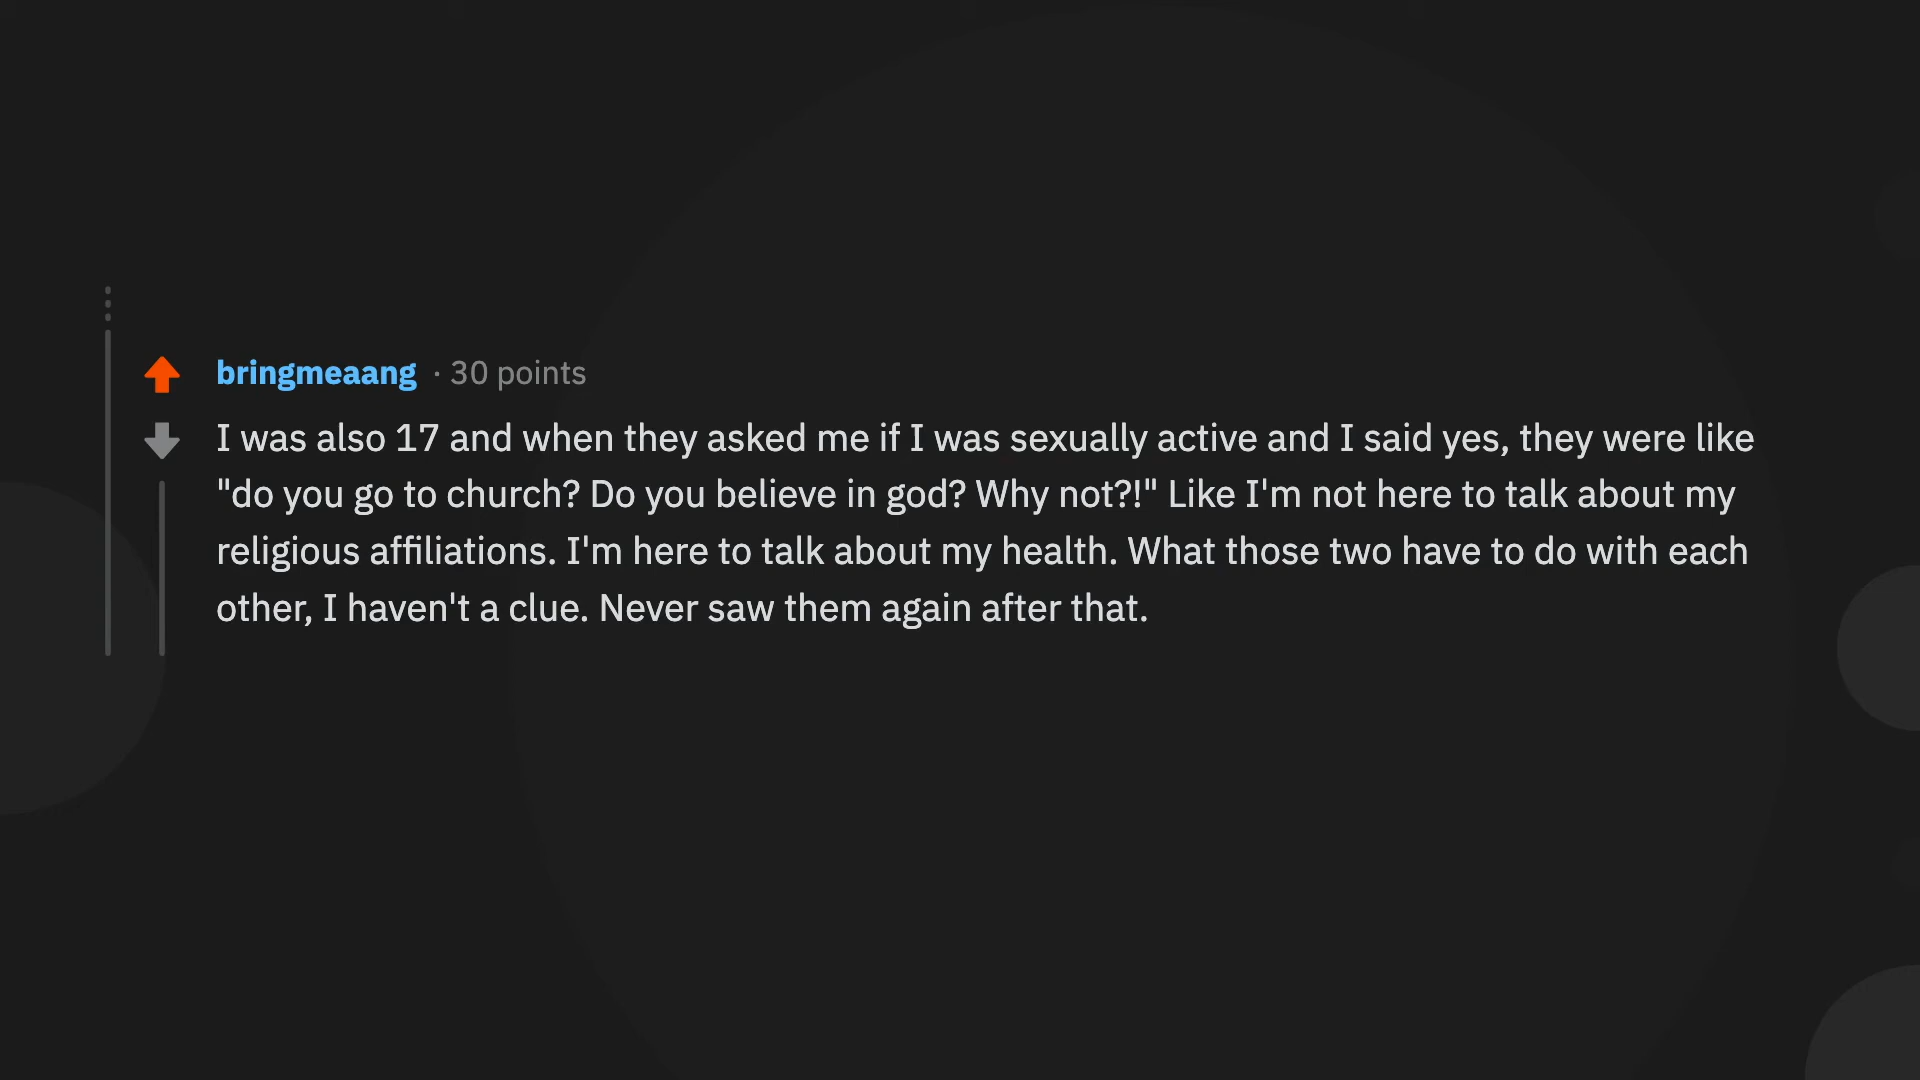 bringmeaang · 30 points
I was also 17 and when they asked me if I was sexually active and I said yes, they were like
"do you go to church? Do you believe in god? Why not?!" Like I'm not here to talk about my
religious affiliations. I'm here to talk about my health. What those two have to do with each
other, I haven't a clue. Never saw them again after that.